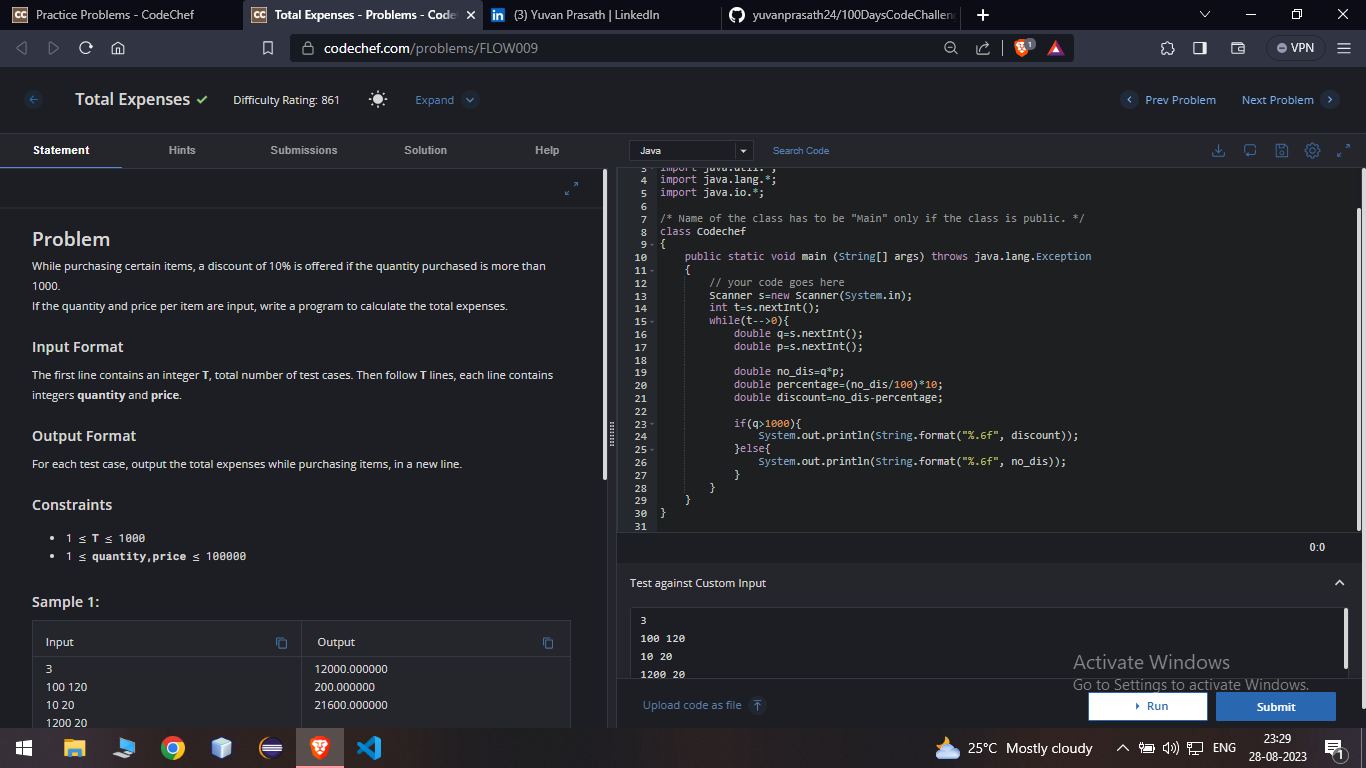 Practice Problems - CodeChef
Total Expenses - Problems - Code
(3) Yuvan Prasath | LinkedIn
yuvanprasath24/100DaysCodeChallen
codechef.com/problems/FLOW009
1
VPN
Total Expenses
Difficulty Rating: 861
Expand
Prev Problem
Next Problem
Statement
Hints
Submissions
Solution
Help
Java
Search Code
Problem
While purchasing certain items, a discount of 10% is offered if the quantity purchased is more than
1000.
If the quantity and price per item are input, write a program to calculate the total expenses.
Input Format
The first line contains an integer T, total number of test cases. Then follow T lines, each line contains
integers quantity and price.
Output Format
For each test case, output the total expenses while purchasing items, in a new line.
Constraints
• 1 ≤ T ≤ 1000
• 1 ≤ quantity,price ≤ 100000
Sample 1:
Input
Output
3
12000.000000
100 120
200.000000
10 20
21600.000000
1200 20
3 import java.util.*;
4 import java.lang.*;
5 import java.io.*;
6
7 /* Name of the class has to be "Main" only if the class is public. */
8 class Codechef
9 {
10 public static void main (String[] args) throws java.lang.Exception
11 {
12 // your code goes here
13 Scanner s=new Scanner(System.in);
14 int t=s.nextInt();
15 while(t-->0){
16 double q=s.nextInt();
17 double p=s.nextInt();
18
19 double no_dis=q*p;
20 double percentage=(no_dis/100)*10;
21 double discount=no_dis-percentage;
22
23 if(q>1000){
24 System.out.println(String.format("%.6f", discount));
25 }else{
26 System.out.println(String.format("%.6f", no_dis));
27 }
28 }
29 }
30 }
31
0:0
Test against Custom Input
3
100 120
10 20
1200 20
Activate Windows
Go to Settings to activate Windows.
Upload code as file
Run
Submit
25°C Mostly cloudy
ENG
23:29
28-08-2023
1